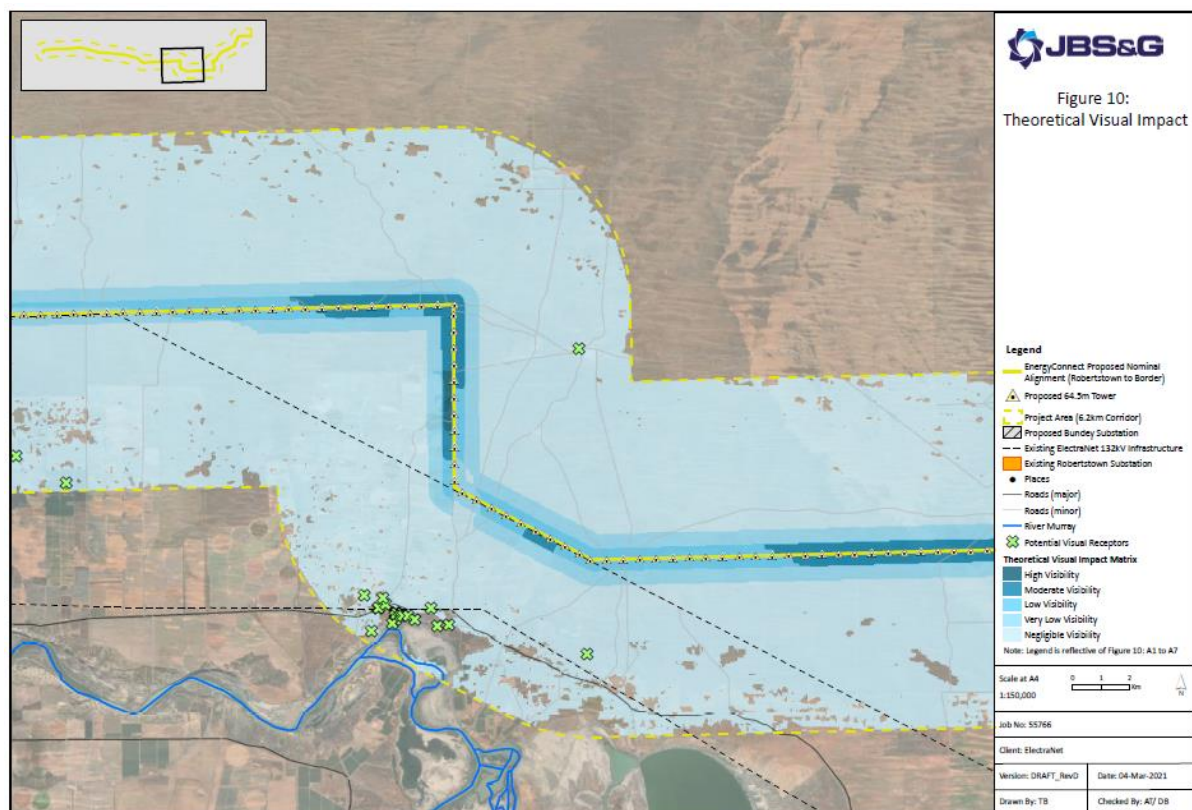 JBS&G
Figure 10:
Theoretical Visual Impact
Legend
EnergyConnect Proposed Nominal
Alignment (Robertstown to Border)
Proposed 64.5m Tower
Project Area (6.2km Corridor)
Proposed Bundey Substation
Existing ElectraNet 132kV Infrastructure
Existing Robertstown Substation
Places
Roads (major)
Roads (minor)
River Murray
Potential Visual Receptors
Theoretical Visual Impact Matrix
High Visibility
Moderate Visibility
Low Visibility
Very Low Visibility
Negligible Visibility
Note: Legend is reflective of Figure 10: A1 to A7
Scale at A4
1:150,000
0 1 2
Km
N
Job No: 55766
Client: ElectraNet
Version: DRAFT_Rev0 Date: 04-Mar-2021
Drawn By: TB Checked By: AT/ DB